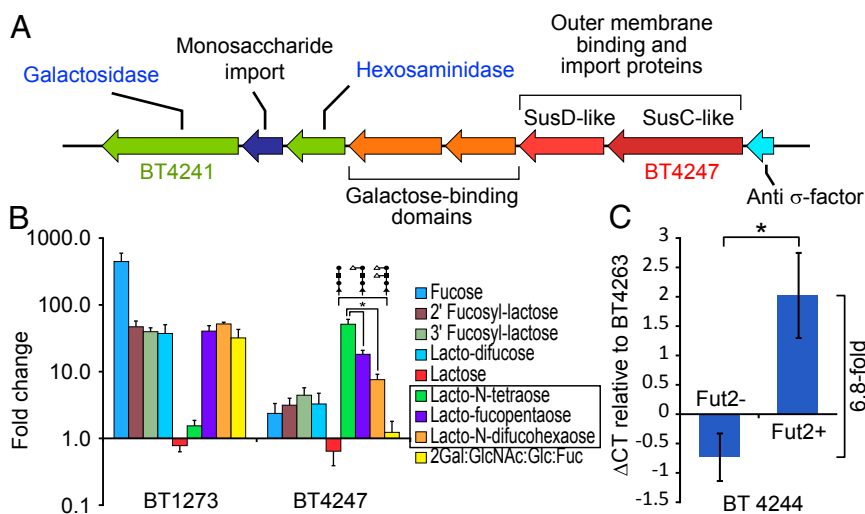 A
Galactosidase
Monosaccharide
import
Hexosaminidase
Outer membrane
binding and
import proteins
SusD-like
SusC-like
BT4241
Galactose-binding
domains
BT4247
Anti σ-factor
B
Fold change
1000.0
100.0
10.0
1.0
0.1
BT1273
BT4247
*
Fucose
2' Fucosyl-lactose
3' Fucosyl-lactose
Lacto-difucose
Lactose
Lacto-N-tetraose
Lacto-fucopentaose
Lacto-N-difucohexaose
2Gal:GlcNAc:Glc:Fuc
C
ΔCT relative to BT4263
3
2.5
2
1.5
1
0.5
0
-0.5
-1
-1.5
*
Fut2-
Fut2+
6.8-fold
BT 4244